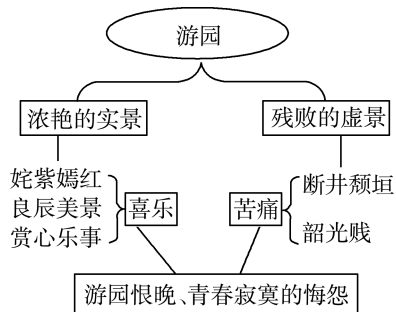 游园
浓艳的实景
残败的虚景
姹紫嫣红
良辰美景
赏心乐事
喜乐
苦痛
断井颓垣
韶光贱
游园恨晚、青春寂寞的悔怨